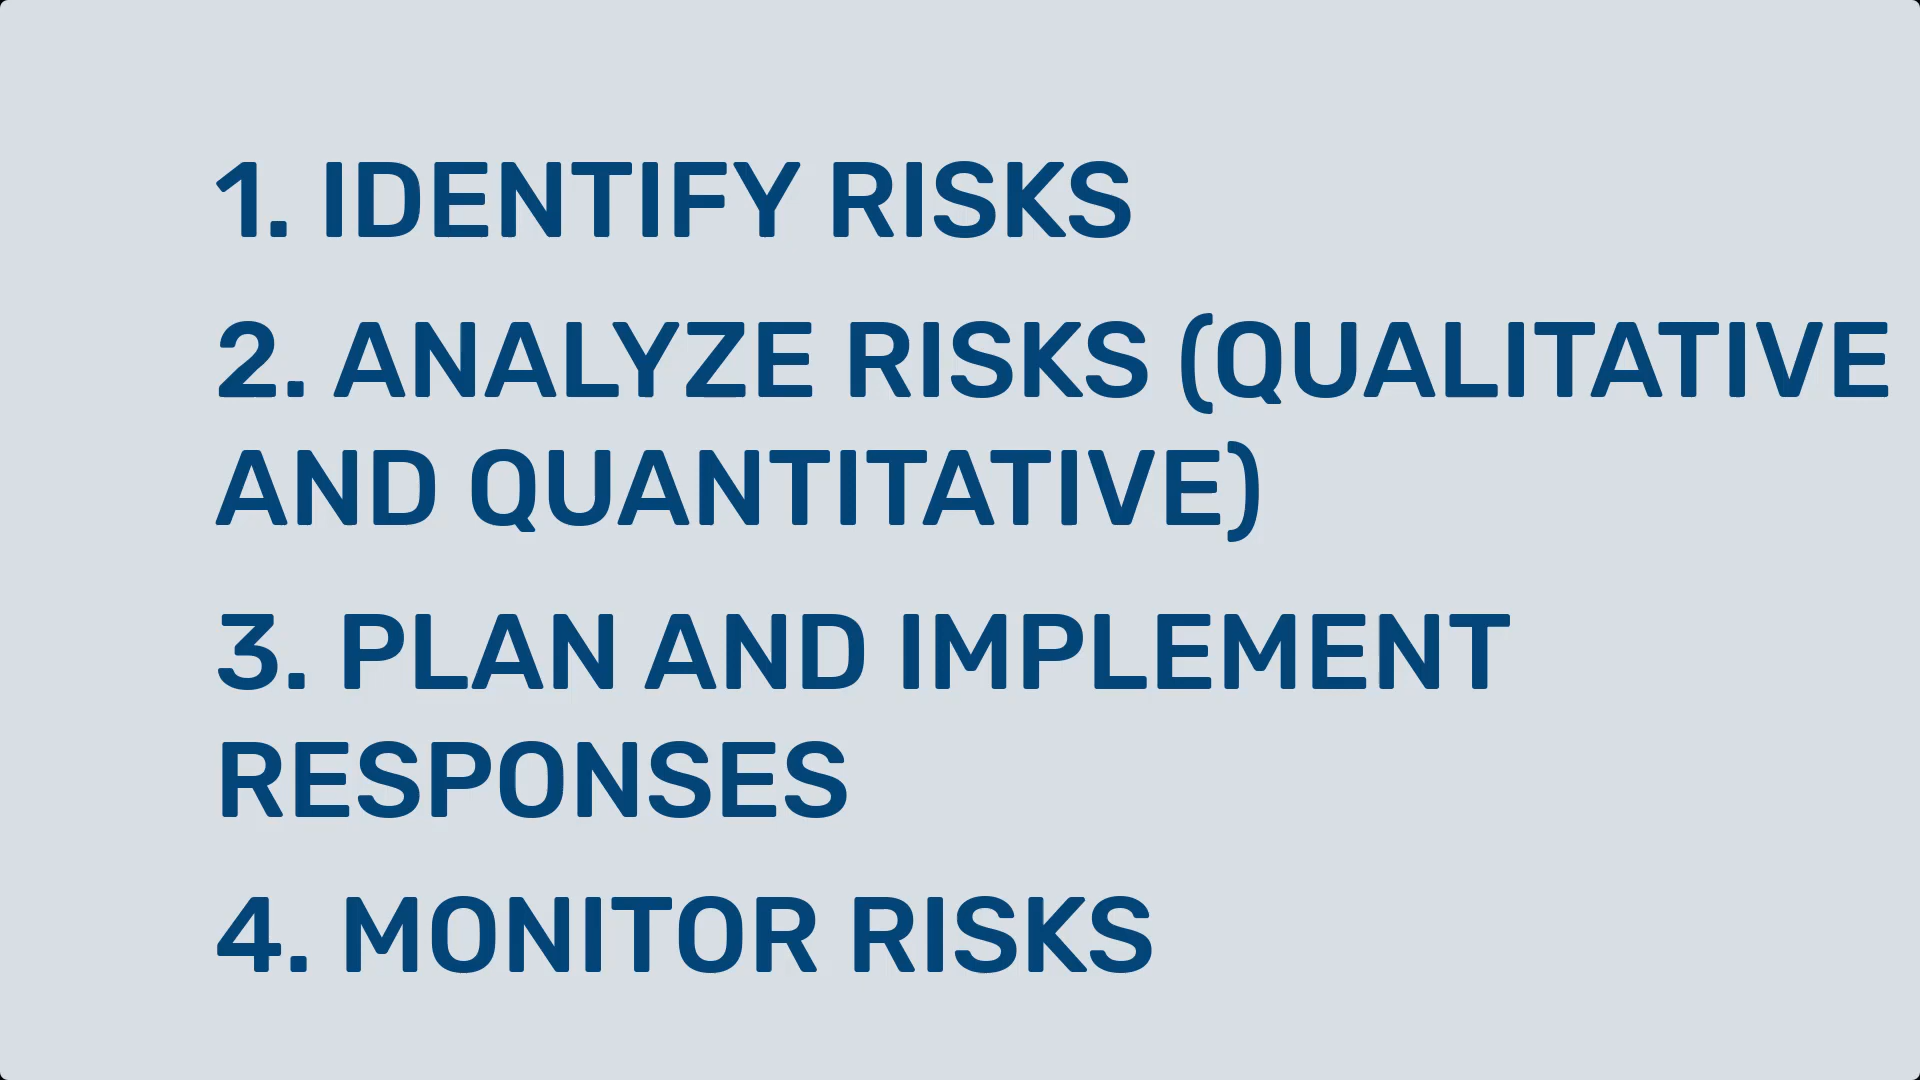 1. IDENTIFY RISKS
2. ANALYZE RISKS (QUALITATIVE
AND QUANTITATIVE)
3. PLAN AND IMPLEMENT
RESPONSES
4. MONITOR RISKS